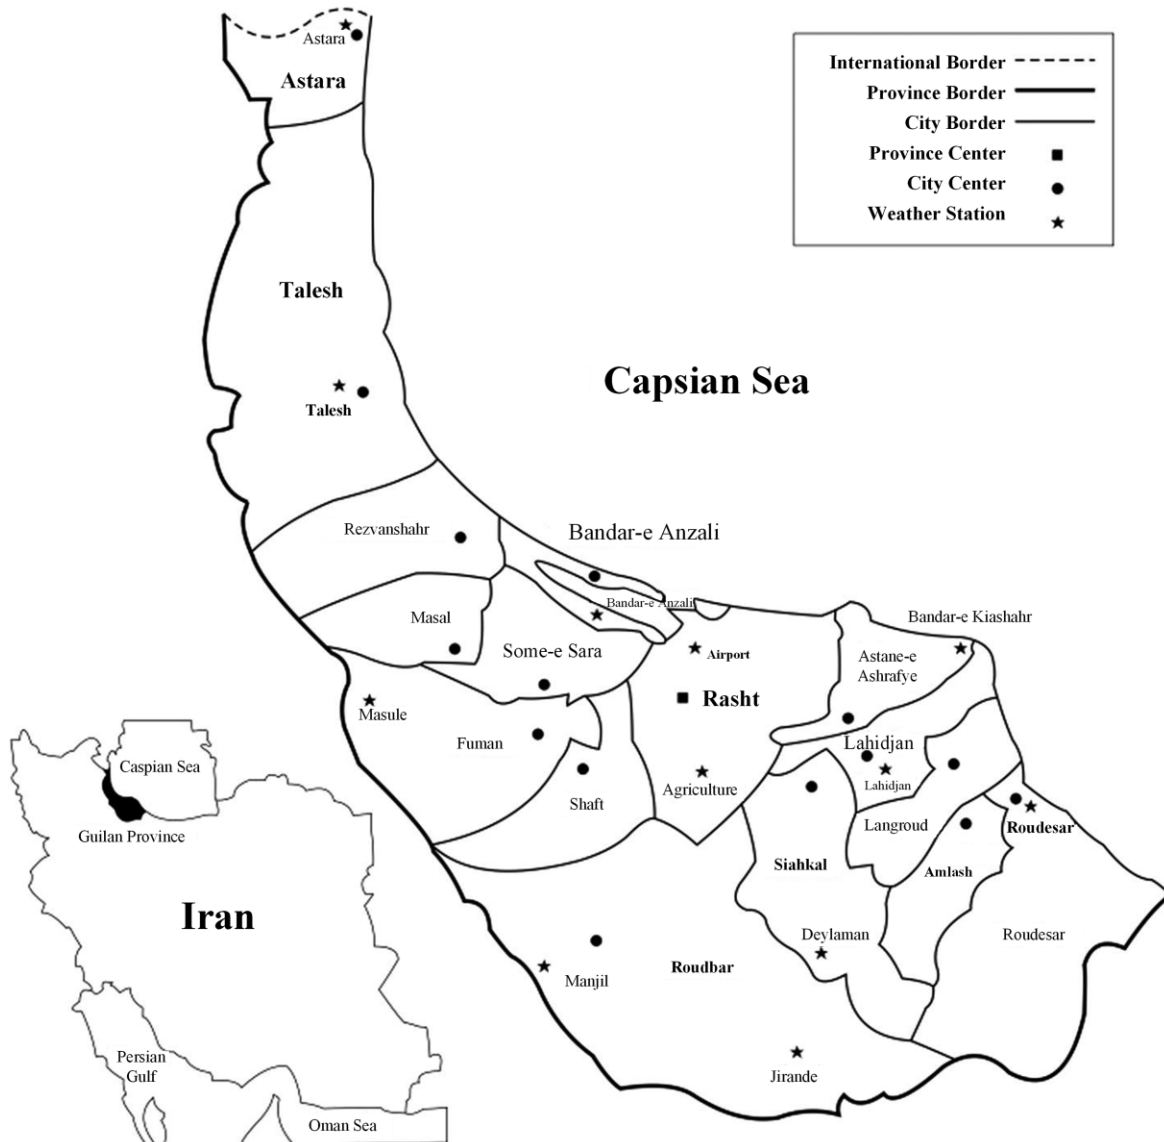 Astara
Astara
International Border
Province Border
City Border
Province Center
City Center
Weather Station
Talesh
Talesh
Capsian Sea
Rezvanshahr
Bandar-e Anzali
Bandar-e Anzali
Masal
Some-e Sara
Airport
Bandar-e Kiashahr
Astane-e
Ashrafye
Rasht
Masule
Fuman
Lahidjan
Lahidjan
Shaft
Agriculture
Langroud
Roudesar
Siahkal
Amlash
Deylaman
Roudesar
Manjil
Roudbar
Jirande
Caspian Sea
Guilan Province
Iran
Persian
Gulf
Oman Sea